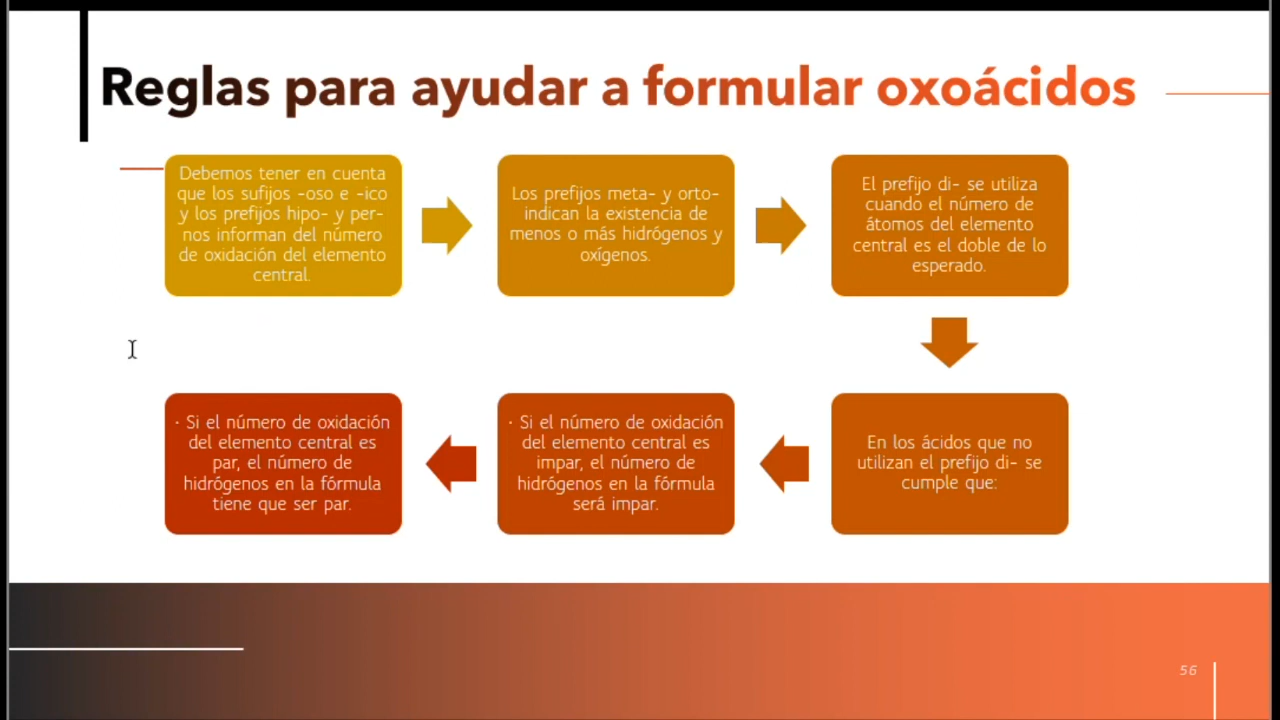 Reglas para ayudar a formular oxoácidos
Debemos tener en cuenta
que los sufijos -oso e -ico
y los prefijos hipo- y per-
nos informan del número
de oxidación del elemento
central.
Los prefijos meta- y orto-
indican la existencia de
menos o más hidrógenos y
oxígenos.
El prefijo di- se utiliza
cuando el número de
átomos del elemento
central es el doble de lo
esperado.
En los ácidos que no
utilizan el prefijo di- se
cumple que:
· Si el número de oxidación
del elemento central es
impar, el número de
hidrógenos en la fórmula
será impar.
· Si el número de oxidación
del elemento central es
par, el número de
hidrógenos en la fórmula
tiene que ser par.
56